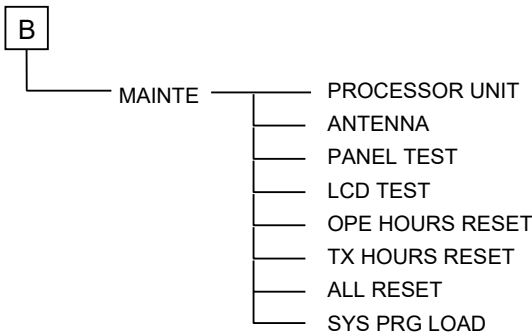 B
MAINTE
PROCESSOR UNIT
ANTENNA
PANEL TEST
LCD TEST
OPE HOURS RESET
TX HOURS RESET
ALL RESET
SYS PRG LOAD